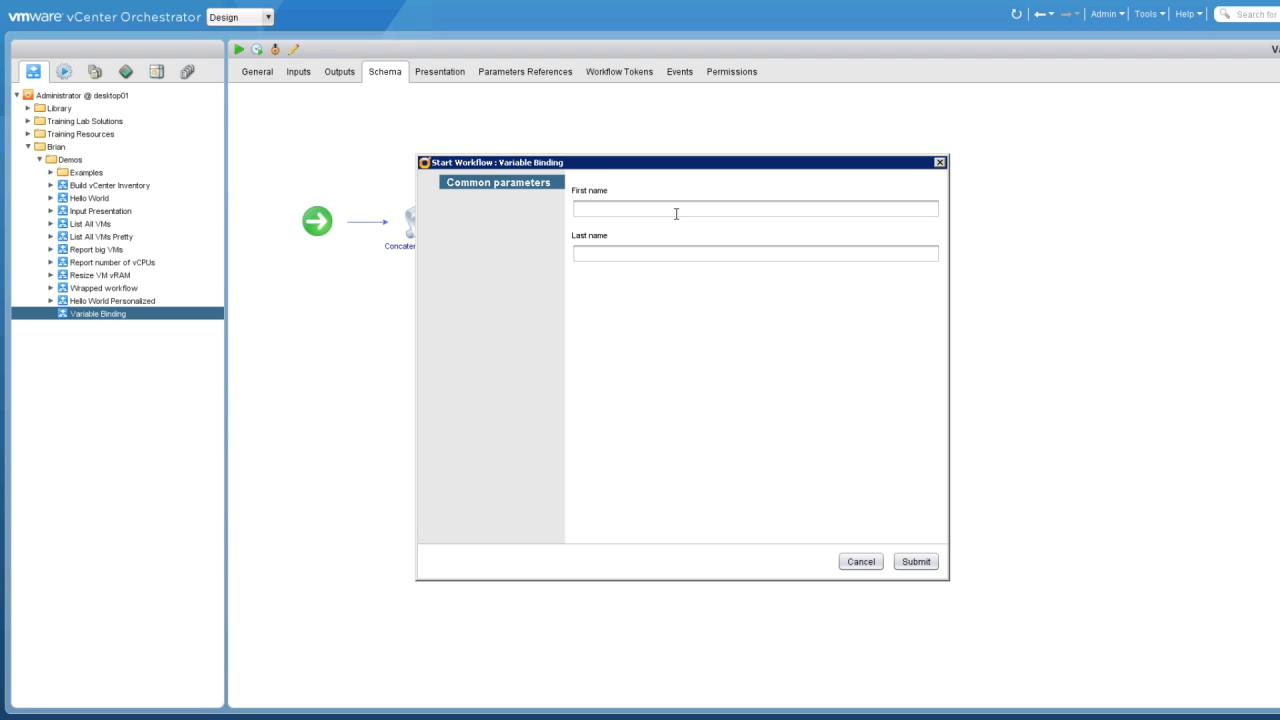 vmware vCenter Orchestrator Design Admin Tools Help Search for
General Inputs Outputs Schema Presentation Parameters References Workflow Tokens Events Permissions
Administrator @ desktop01
Library
Training Lab Solutions
Training Resources
Brian
Demos
Examples
Build vCenter Inventory
Hello World
Input Presentation
List All VMs
List All VMs Pretty
Report big VMs
Report number of vCPUs
Resize VM vRAM
Wrapped workflow
Hello World Personalized
Variable Binding
Concaten
Start Workflow : Variable Binding
Common parameters
First name
Last name
Cancel Submit